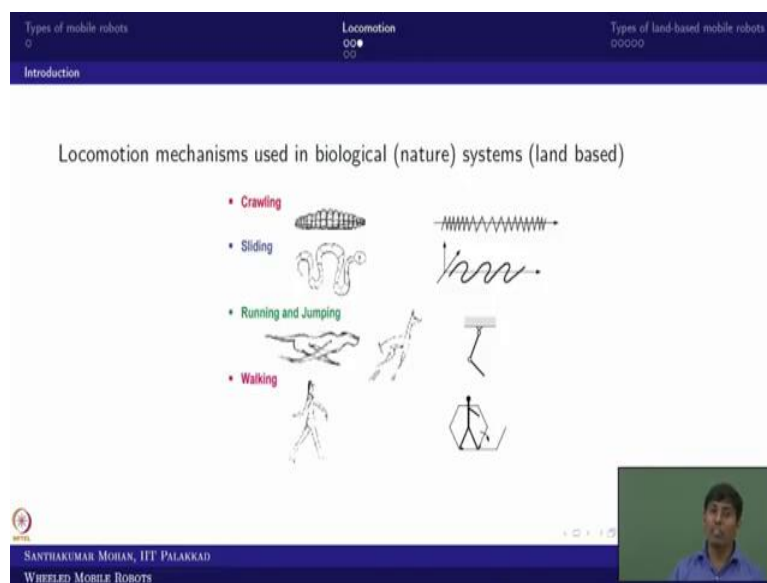 Types of mobile robots
Locomotion
Types of land-based mobile robots
Introduction
Locomotion mechanisms used in biological (nature) systems (land based)
• Crawling
• Sliding
• Running and Jumping
• Walking
NPTEL
SANTHAKUMAR MOHAN, IIT PALAKKAD
WHEELED MOBILE ROBOTS